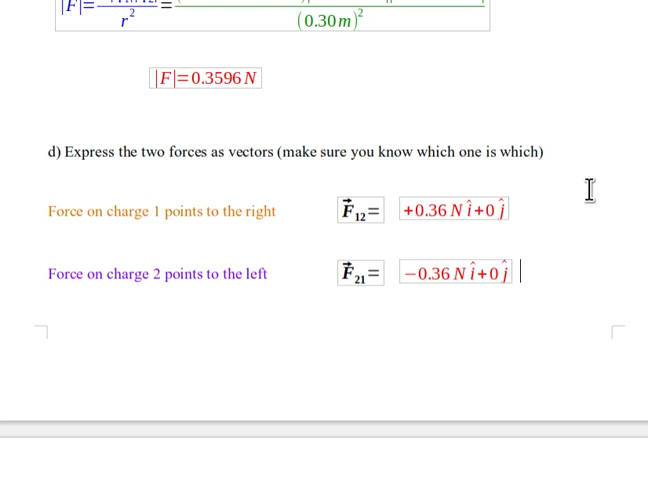 |F|= r² = (0.30m)²
|F|=0.3596 N
d) Express the two forces as vectors (make sure you know which one is which)
Force on charge 1 points to the right F⃗₁₂= +0.36 N î+0 ĵ
Force on charge 2 points to the left F⃗₂₁= −0.36 N î+0 ĵ